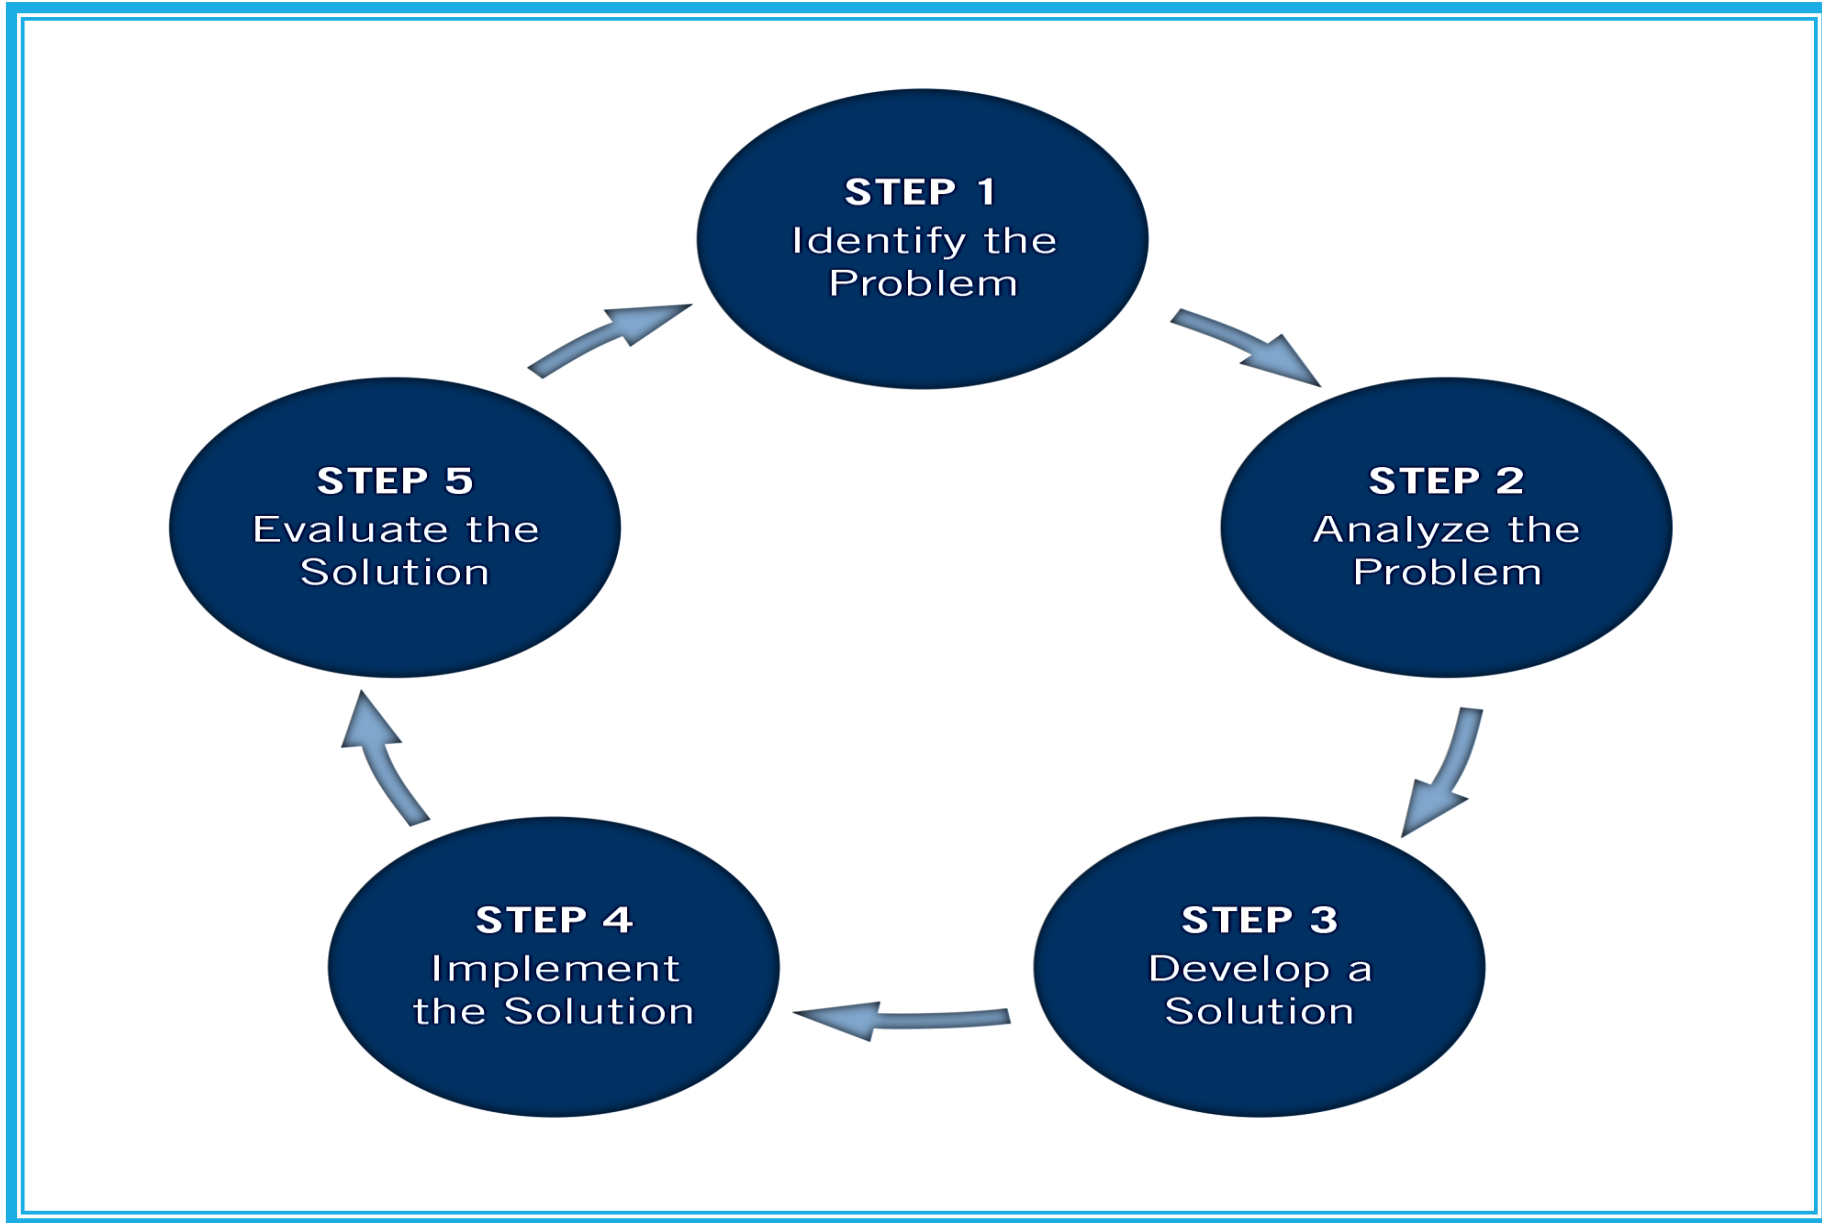 STEP 1
Identify the
Problem
STEP 2
Analyze the
Problem
STEP 3
Develop a
Solution
STEP 4
Implement
the Solution
STEP 5
Evaluate the
Solution